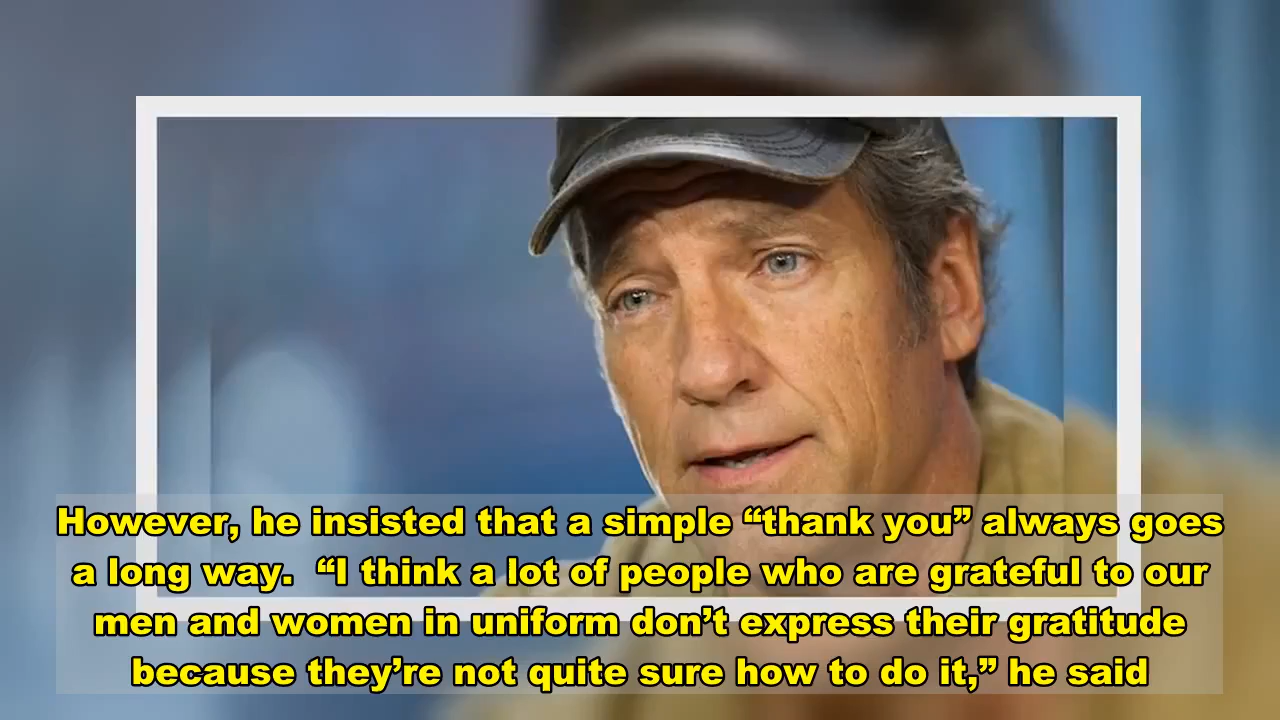 However, he insisted that a simple “thank you” always goes
a long way.  “I think a lot of people who are grateful to our
men and women in uniform don’t express their gratitude
because they’re not quite sure how to do it,” he said